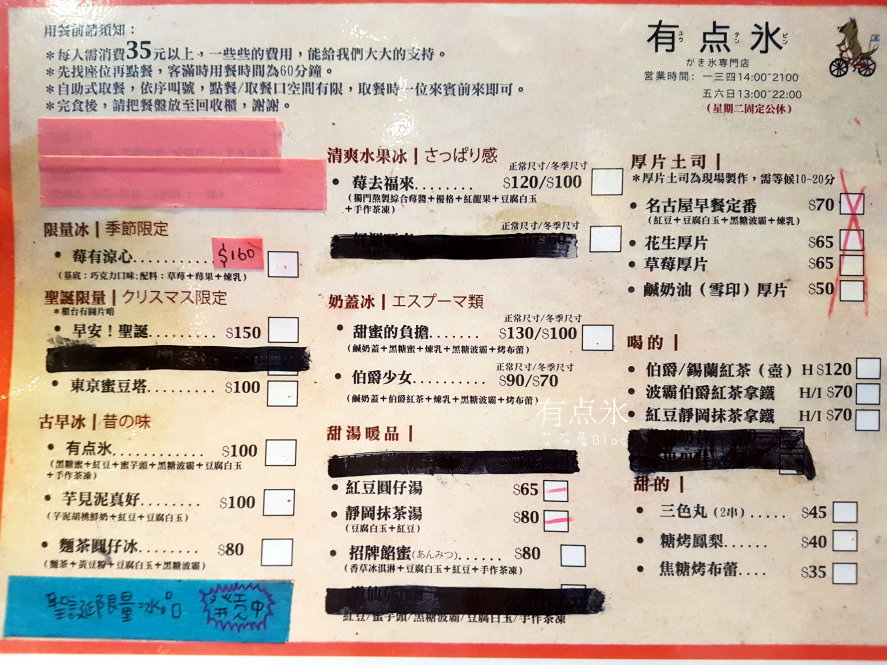 用餐前請須知：
＊每人需消費35元以上，一些些的費用，能給我們大大的支持。
＊先找座位再點餐，客滿時用餐時間為60分鐘。
＊自助式取餐，依序叫號，點餐/取餐口空間有限，取餐時一位來賓前來即可。
＊完食後，請把餐盤放至回收櫃，謝謝。
有点氷
ユウ テン ピン
かき氷専門店
營業時間：一三四14:00~2100
五六日13:00~22:00
(星期二固定公休)
限量冰 | 季節限定
• 莓有涼心...... $160
(基底：巧克力口味；配料：草莓＋莓果＋煉乳)
聖誕限量 | クリスマス限定
＊櫃台有圖片唷
• 早安！聖誕....... $150
• 東京蜜豆塔....... $100
古早冰 | 昔の味
• 有点氷........... $100
(黑糖蜜＋紅豆＋蜜芋頭＋黑糖波霸＋豆腐白玉
＋手作茶凍)
• 芋見泥真好....... $100
(芋泥胡桃鮮奶＋紅豆＋豆腐白玉)
• 麵茶圓仔冰....... $80
(麵茶＋黃豆粉＋豆腐白玉＋黑糖波霸)
聖誕限量冰品
清爽水果冰 | さっぱり感
正常尺寸/冬季尺寸
• 莓去福來........ $120/$100
(獨門熬製綜合莓醬＋優格＋紅龍果＋豆腐白玉
＋手作茶凍)
正常尺寸/冬季尺寸
奶蓋冰 | エスプーマ類
正常尺寸/冬季尺寸
• 甜蜜的負擔....... $130/$100
(鹹奶蓋＋黑糖蜜＋煉乳＋黑糖波霸＋烤布蕾)
正常尺寸/冬季尺寸
• 伯爵少女......... $90/$70
(鹹奶蓋＋伯爵紅茶＋煉乳＋黑糖波霸＋烤布蕾)
有点氷
甜湯暖品 |
• 紅豆圓仔湯 $65
• 靜岡抹茶湯 $80
(豆腐白玉＋紅豆)
• 招牌餡蜜(あんみつ)...... $80
(香草冰淇淋＋豆腐白玉＋紅豆＋手作茶凍)
紅豆/蜜芋頭/黑糖波霸/豆腐白玉/手作茶凍
厚片土司 |
＊厚片土司為現場製作，需等候10~20分
• 名古屋早餐定番 $70
(紅豆＋豆腐白玉＋黑糖波霸＋煉乳)
• 花生厚片 $65
• 草莓厚片 $65
• 鹹奶油（雪印）厚片 $50
喝的 |
• 伯爵/錫蘭紅茶（壺） H $120
• 波霸伯爵紅茶拿鐵 H/I $70
• 紅豆靜岡抹茶拿鐵 H/I $70
甜的 |
• 三色丸 (2串)..... $45
• 糖烤鳳梨...... $40
• 焦糖烤布蕾.... $35